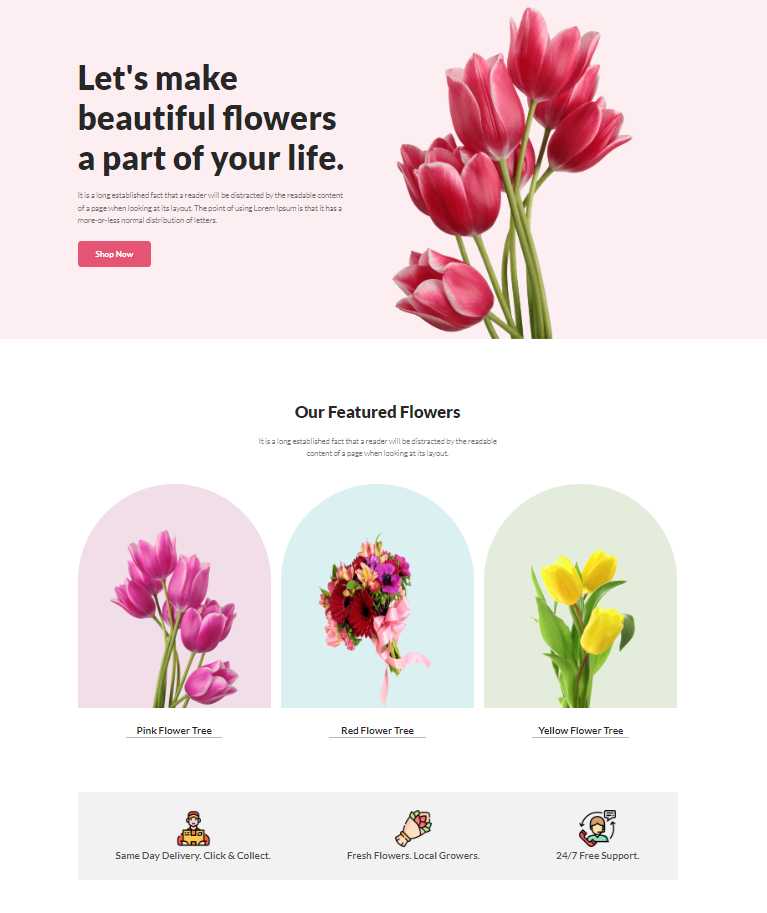 Let's make
beautiful flowers
a part of your life.
It is a long established fact that a reader will be distracted by the readable content
of a page when looking at its layout. The point of using Lorem Ipsum is that it has a
more-or-less normal distribution of letters.
Shop Now
Our Featured Flowers
It is a long established fact that a reader will be distracted by the readable
content of a page when looking at its layout.
Pink Flower Tree
Red Flower Tree
Yellow Flower Tree
Same Day Delivery. Click & Collect.
Fresh Flowers. Local Growers.
24/7 Free Support.